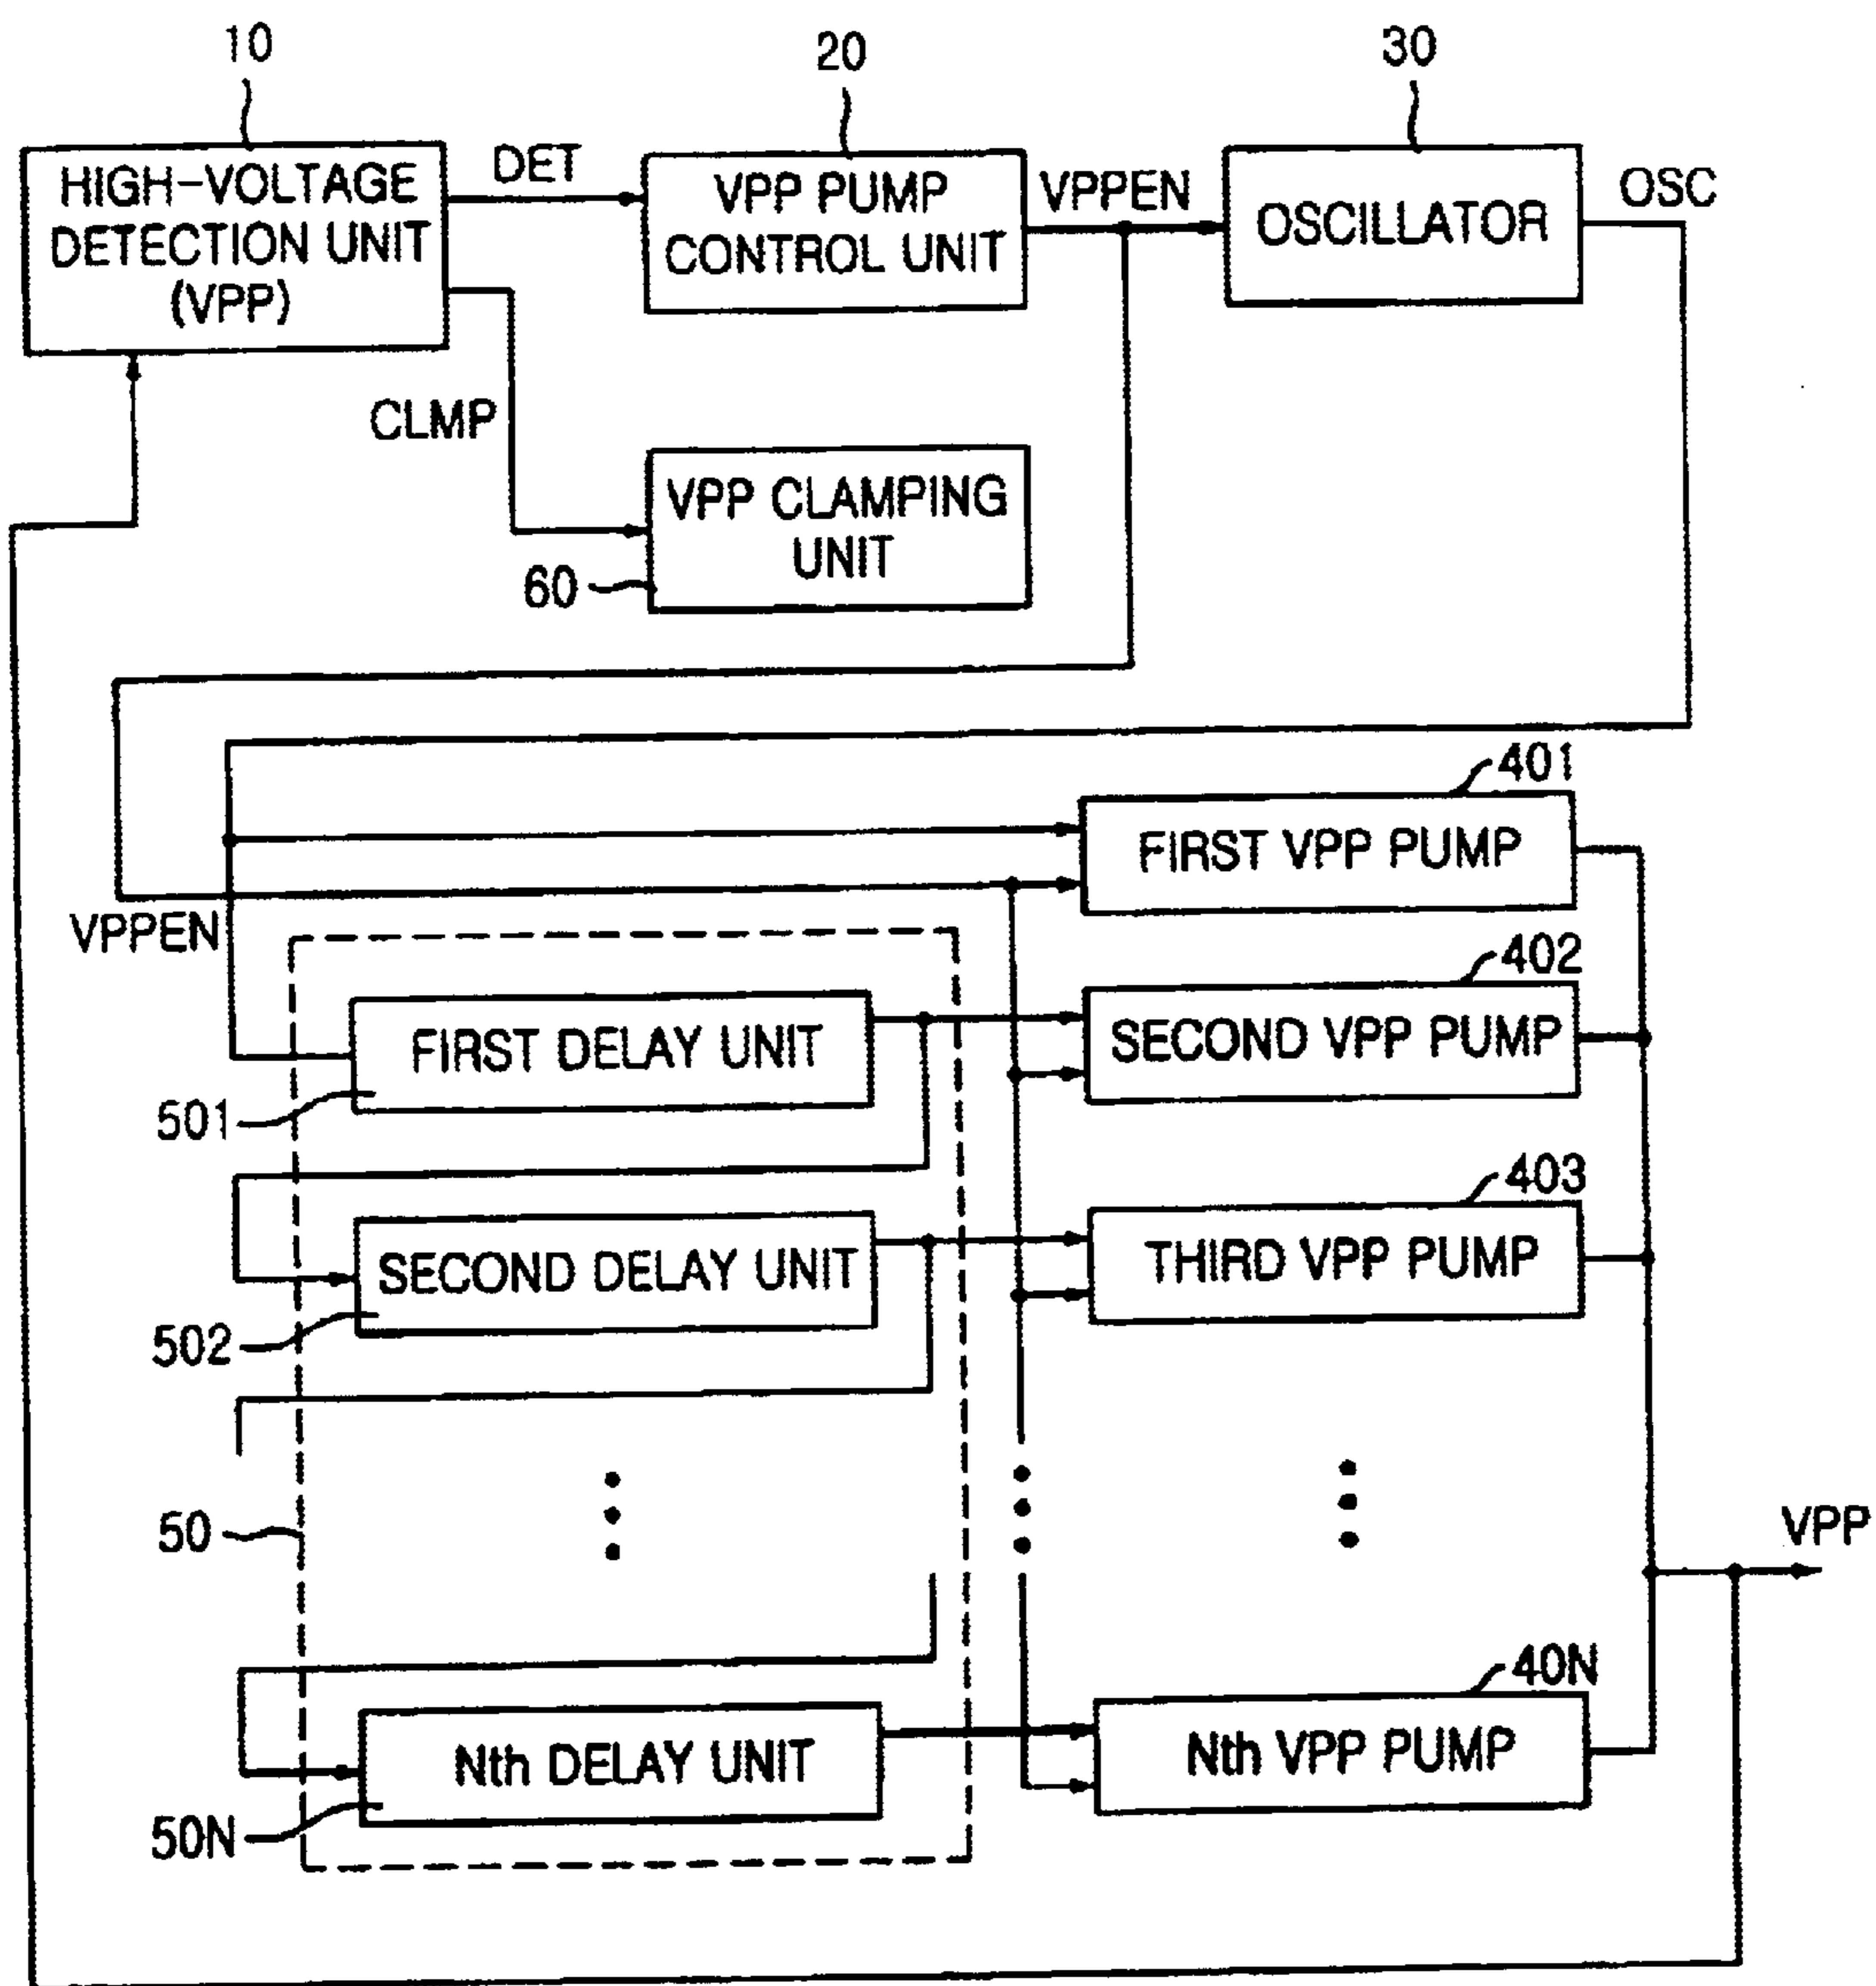 10
20
30
HIGH-VOLTAGE
DETECTION UNIT
(VPP)
DET
VPP PUMP
CONTROL UNIT
VPPEN
OSCILLATOR
OSC
CLMP
VPP CLAMPING
UNIT
60
401
FIRST VPP PUMP
VPPEN
402
FIRST DELAY UNIT
SECOND VPP PUMP
501
403
SECOND DELAY UNIT
THIRD VPP PUMP
502
50
VPP
40N
Nth DELAY UNIT
Nth VPP PUMP
50N